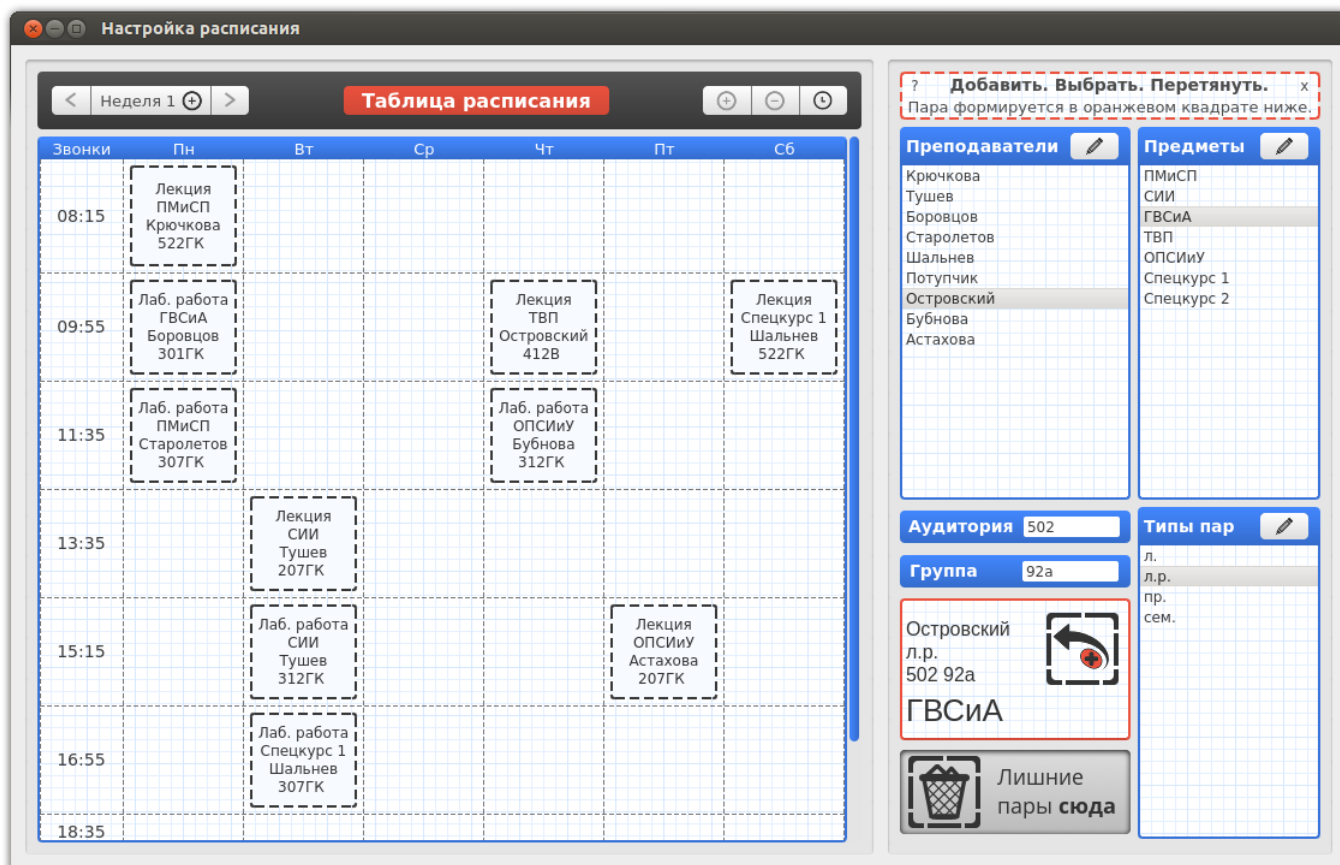 Настройка расписания
Неделя 1
Таблица расписания
Звонки Пн Вт Ср Чт Пт Сб
08:15
Лекция
ПМиСП
Крючкова
522ГК
09:55
Лаб. работа
ГВСиА
Боровцов
301ГК
Лекция
ТВП
Островский
412В
Лекция
Спецкурс 1
Шальнев
522ГК
11:35
Лаб. работа
ПМиСП
Старолетов
307ГК
Лаб. работа
ОПСИиУ
Бубнова
312ГК
13:35
Лекция
СИИ
Тушев
207ГК
15:15
Лаб. работа
СИИ
Тушев
312ГК
Лекция
ОПСИиУ
Астахова
207ГК
16:55
Лаб. работа
Спецкурс 1
Шальнев
307ГК
18:35
? Добавить. Выбрать. Перетянуть. x
Пара формируется в оранжевом квадрате ниже.
Преподаватели
Крючкова
Тушев
Боровцов
Старолетов
Шальнев
Потупчик
Островский
Бубнова
Астахова
Предметы
ПМиСП
СИИ
ГВСиА
ТВП
ОПСИиУ
Спецкурс 1
Спецкурс 2
Аудитория 502
Группа 92а
Типы пар
л.
л.р.
пр.
сем.
Островский
л.р.
502 92а
ГВСиА
Лишние
пары сюда